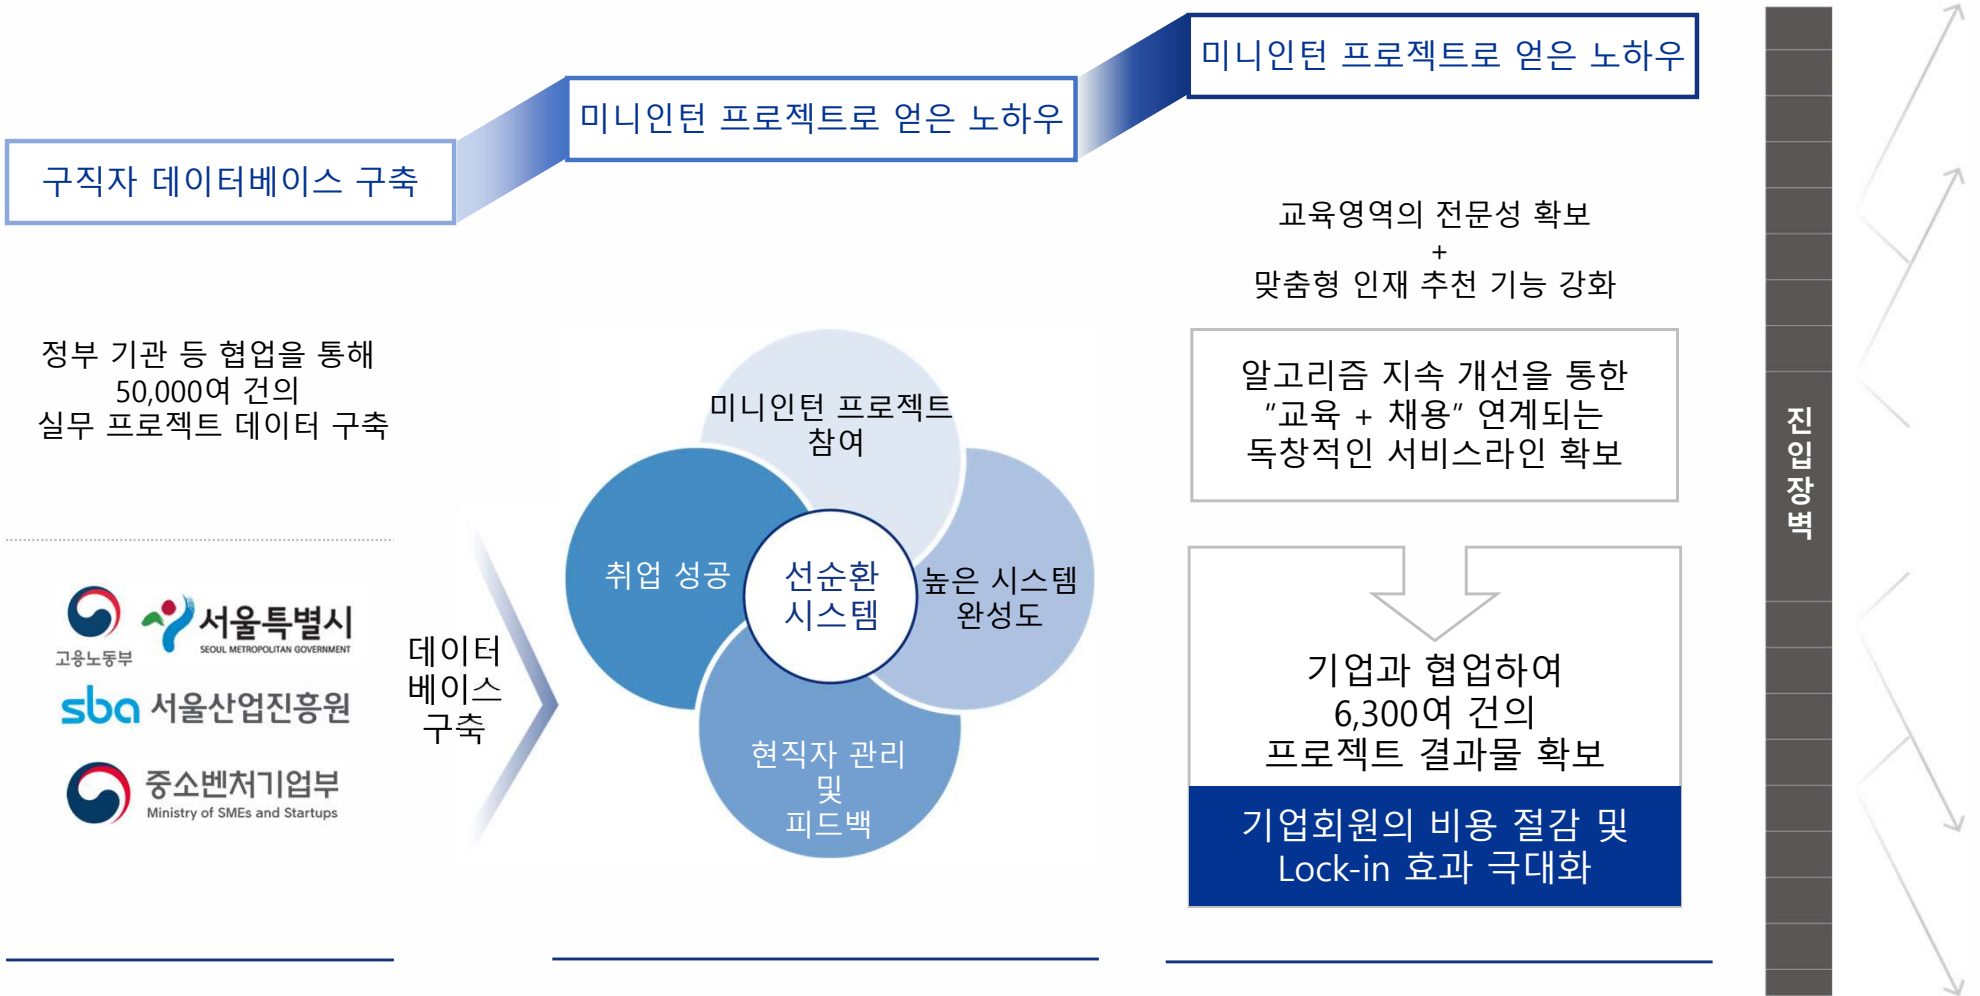 구직자 데이터베이스 구축
미니인턴 프로젝트로 얻은 노하우
미니인턴 프로젝트로 얻은 노하우
정부 기관 등 협업을 통해
50,000여 건의
실무 프로젝트 데이터 구축
고용노동부
서울특별시
SEOUL METROPOLITAN GOVERNMENT
sba 서울산업진흥원
중소벤처기업부
Ministry of SMEs and Startups
데이터
베이스
구축
미니인턴 프로젝트
참여
취업 성공
선순환
시스템
높은 시스템
완성도
현직자 관리
및
피드백
교육영역의 전문성 확보
+
맞춤형 인재 추천 기능 강화
알고리즘 지속 개선을 통한
“교육 + 채용” 연계되는
독창적인 서비스라인 확보
기업과 협업하여
6,300여 건의
프로젝트 결과물 확보
기업회원의 비용 절감 및
Lock-in 효과 극대화
진입장벽